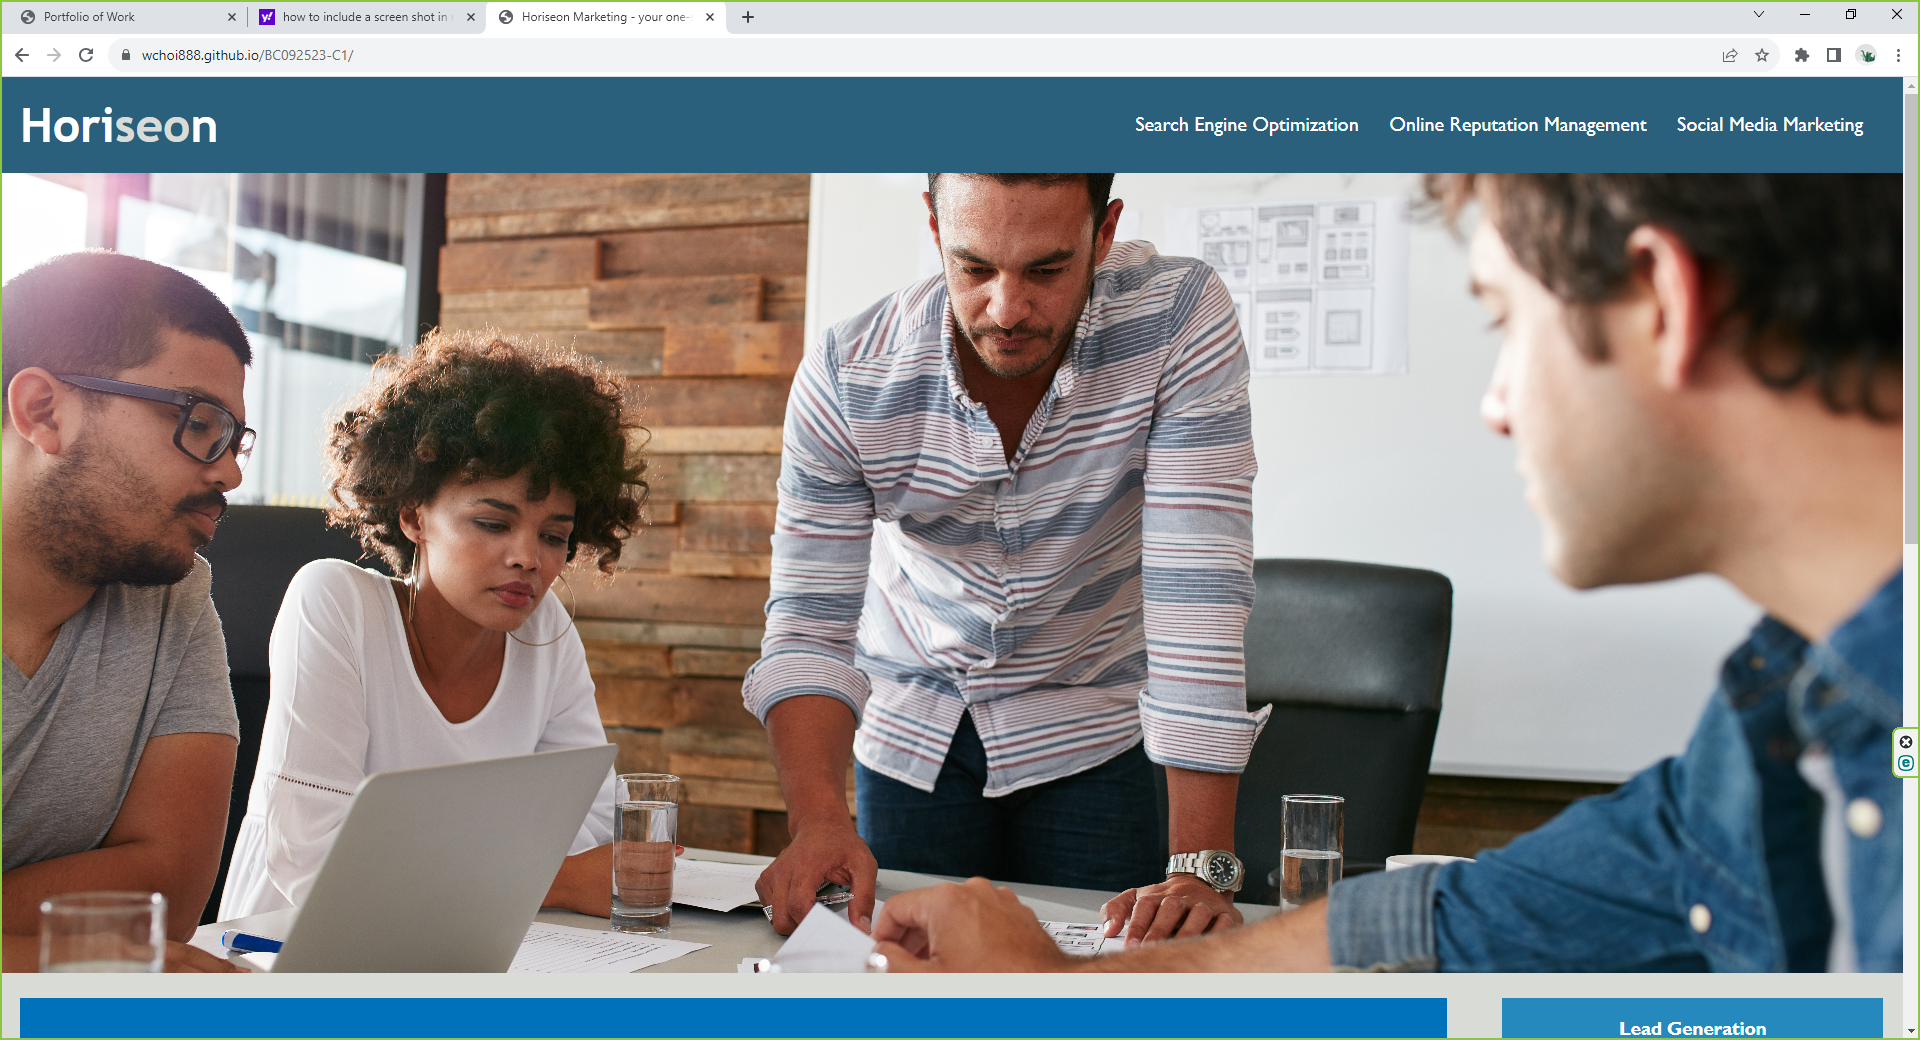 Portfolio of Work
how to include a screen shot in
Horiseon Marketing - your one-
wchoi888.github.io/BC092523-C1/
Horiseon
Search Engine Optimization Online Reputation Management Social Media Marketing
Lead Generation